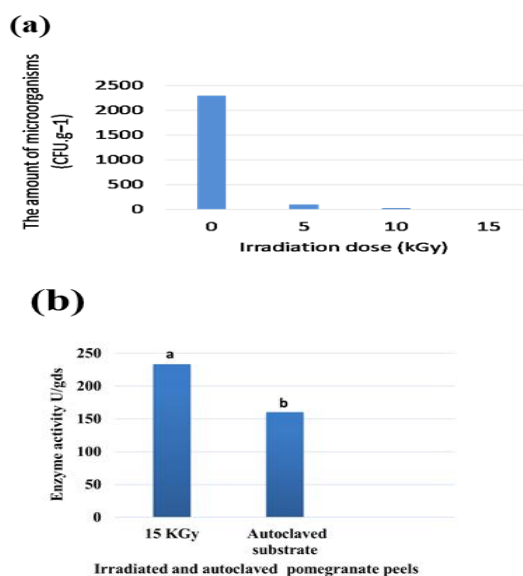 (a)
The amount of microorganisms
(CFU.g–1)
2500
2000
1500
1000
500
0
0 5 10 15
Irradiation dose (kGy)
(b)
Enzyme activity U/gds
250
200
150
100
50
0
a
b
15 KGy Autoclaved
substrate
Irradiated and autoclaved pomegranate peels